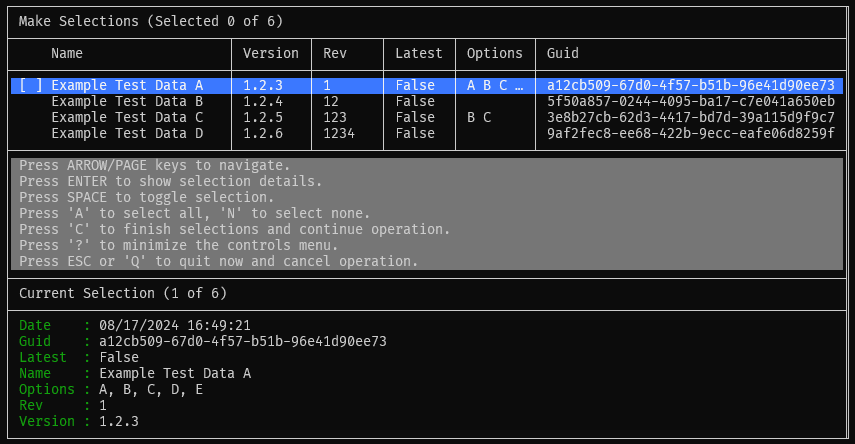 Make Selections (Selected 0 of 6)
Name Version Rev Latest Options Guid
[ ] Example Test Data A 1.2.3 1 False A B C … a12cb509-67d0-4f57-b51b-96e41d90ee73
Example Test Data B 1.2.4 12 False 5f50a857-0244-4095-ba17-c7e041a650eb
Example Test Data C 1.2.5 123 False B C 3e8b27cb-62d3-4417-bd7d-39a115d9f9c7
Example Test Data D 1.2.6 1234 False 9af2fec8-ee68-422b-9ecc-eafe06d8259f
Press ARROW/PAGE keys to navigate.
Press ENTER to show selection details.
Press SPACE to toggle selection.
Press 'A' to select all, 'N' to select none.
Press 'C' to finish selections and continue operation.
Press '?' to minimize the controls menu.
Press ESC or 'Q' to quit now and cancel operation.
Current Selection (1 of 6)
Date : 08/17/2024 16:49:21
Guid : a12cb509-67d0-4f57-b51b-96e41d90ee73
Latest : False
Name : Example Test Data A
Options : A, B, C, D, E
Rev : 1
Version : 1.2.3